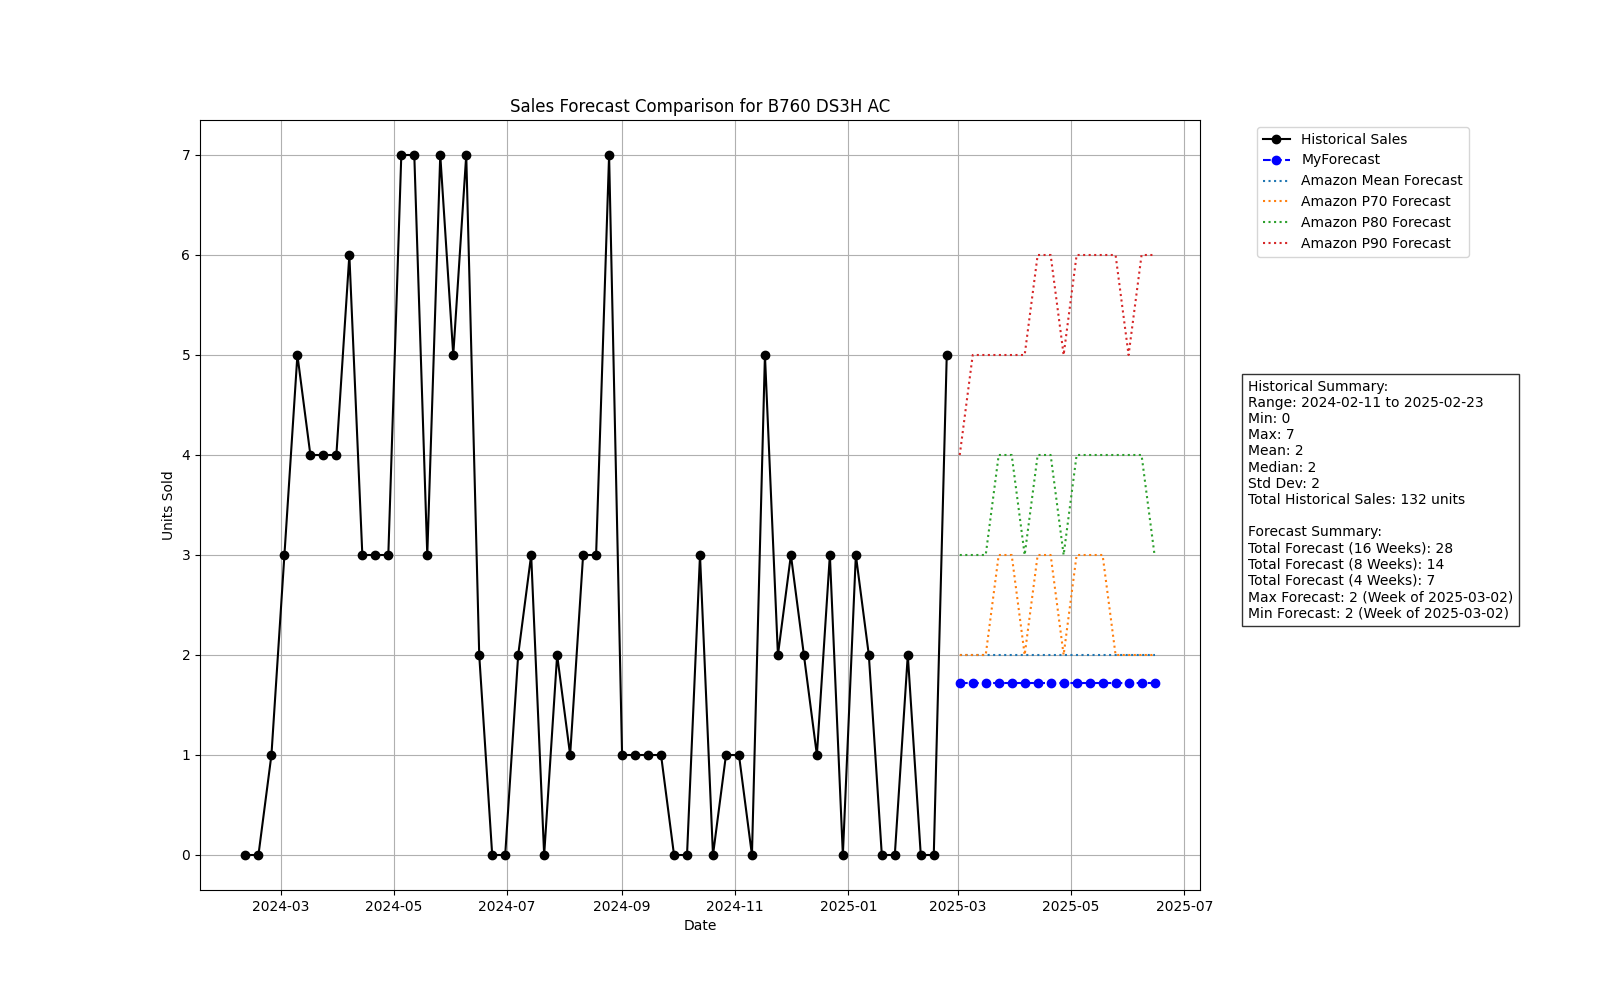 Sales Forecast Comparison for B760 DS3H AC
Historical Sales
MyForecast
Amazon Mean Forecast
Amazon P70 Forecast
Amazon P80 Forecast
Amazon P90 Forecast
Units Sold
7
6
5
4
3
2
1
0
2024-03
2024-05
2024-07
2024-09
2024-11
2025-01
2025-03
2025-05
2025-07
Date
Historical Summary:
Range: 2024-02-11 to 2025-02-23
Min: 0
Max: 7
Mean: 2
Median: 2
Std Dev: 2
Total Historical Sales: 132 units
Forecast Summary:
Total Forecast (16 Weeks): 28
Total Forecast (8 Weeks): 14
Total Forecast (4 Weeks): 7
Max Forecast: 2 (Week of 2025-03-02)
Min Forecast: 2 (Week of 2025-03-02)